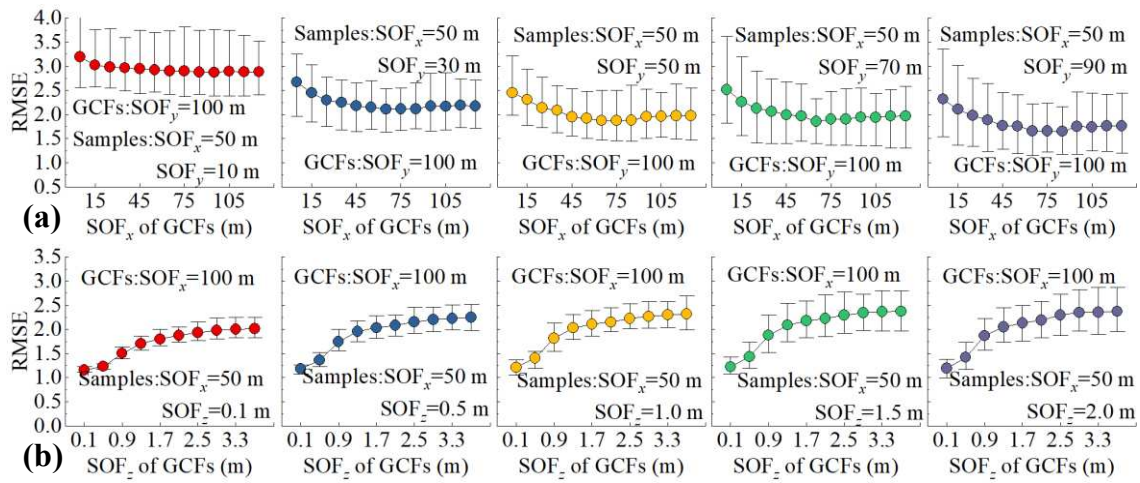 4.0
3.5
3.0
2.5
2.0
1.5
1.0
0.5
RMSE
GCFs:SOFy=100 m
Samples:SOFx=50 m
SOFy=10 m
Samples:SOFx=50 m
SOFy=30 m
GCFs:SOFy=100 m
Samples:SOFx=50 m
SOFy=50 m
GCFs:SOFy=100 m
Samples:SOFx=50 m
SOFy=70 m
GCFs:SOFy=100 m
Samples:SOFx=50 m
SOFy=90 m
GCFs:SOFy=100 m
15 45 75 105
15 45 75 105
15 45 75 105
15 45 75 105
15 45 75 105
(a)
SOFx of GCFs (m)
SOFx of GCFs (m)
SOFx of GCFs (m)
SOFx of GCFs (m)
SOFx of GCFs (m)
3.5
3.0
2.5
2.0
1.5
1.0
0.5
0.0
RMSE
GCFs:SOFx=100 m
Samples:SOFx=50 m
SOFz=0.1 m
GCFs:SOFx=100 m
Samples:SOFx=50 m
SOFz=0.5 m
GCFs:SOFx=100 m
Samples:SOFx=50 m
SOFz=1.0 m
GCFs:SOFx=100 m
Samples:SOFx=50 m
SOFz=1.5 m
GCFs:SOFx=100 m
Samples:SOFx=50 m
SOFz=2.0 m
0.1 0.9 1.7 2.5 3.3
0.1 0.9 1.7 2.5 3.3
0.1 0.9 1.7 2.5 3.3
0.1 0.9 1.7 2.5 3.3
0.1 0.9 1.7 2.5 3.3
(b)
SOFz of GCFs (m)
SOFz of GCFs (m)
SOFz of GCFs (m)
SOFz of GCFs (m)
SOFz of GCFs (m)